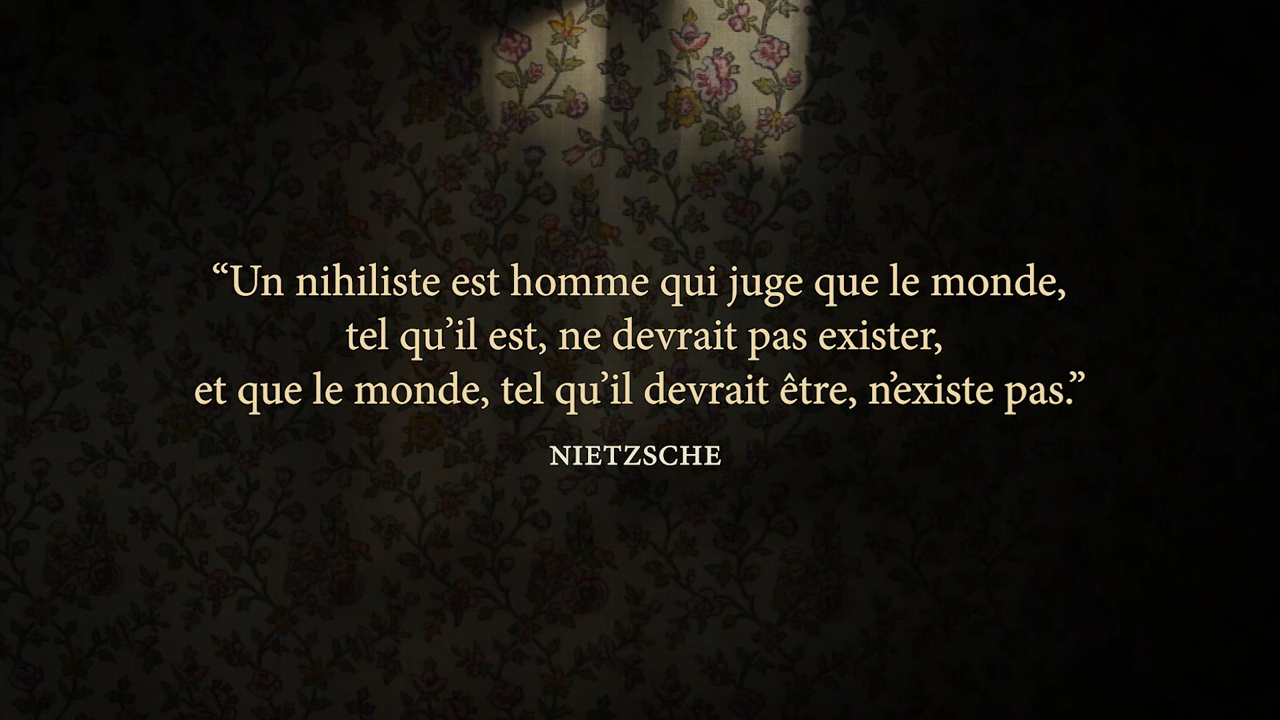 “Un nihiliste est homme qui juge que le monde,
tel qu’il est, ne devrait pas exister,
et que le monde, tel qu’il devrait être, n’existe pas.”
NIETZSCHE